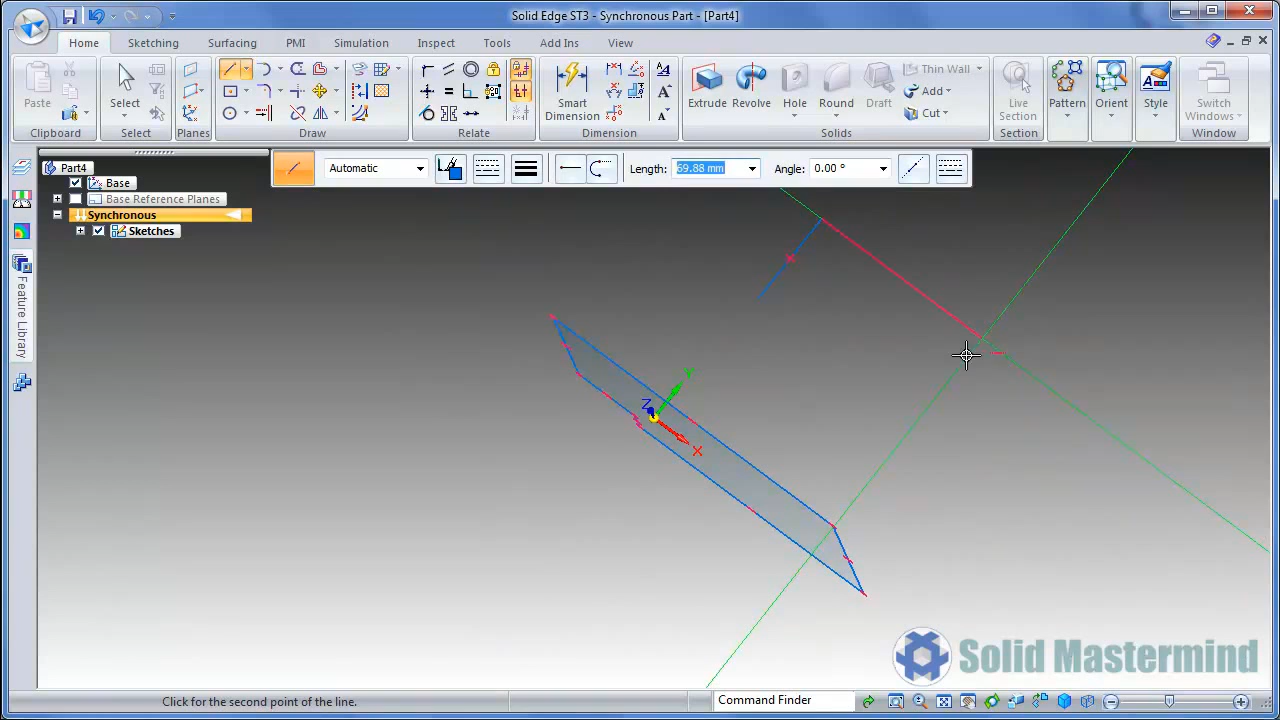 Solid Edge ST3 - Synchronous Part - [Part4]
Home Sketching Surfacing PMI Simulation Inspect Tools Add Ins View
Paste
Clipboard
Select
Select
Planes
Draw
Relate
Smart Dimension
Dimension
Extrude Revolve Hole Round Draft
Thin Wall
Add
Cut
Solids
Live Section
Section
Pattern
Orient
Style
Switch Windows
Window
Part4
Base
Base Reference Planes
Synchronous
Sketches
Feature Library
Automatic Length: 69.88 mm Angle: 0.00 °
Y
Z
X
Solid Mastermind
Click for the second point of the line.
Command Finder